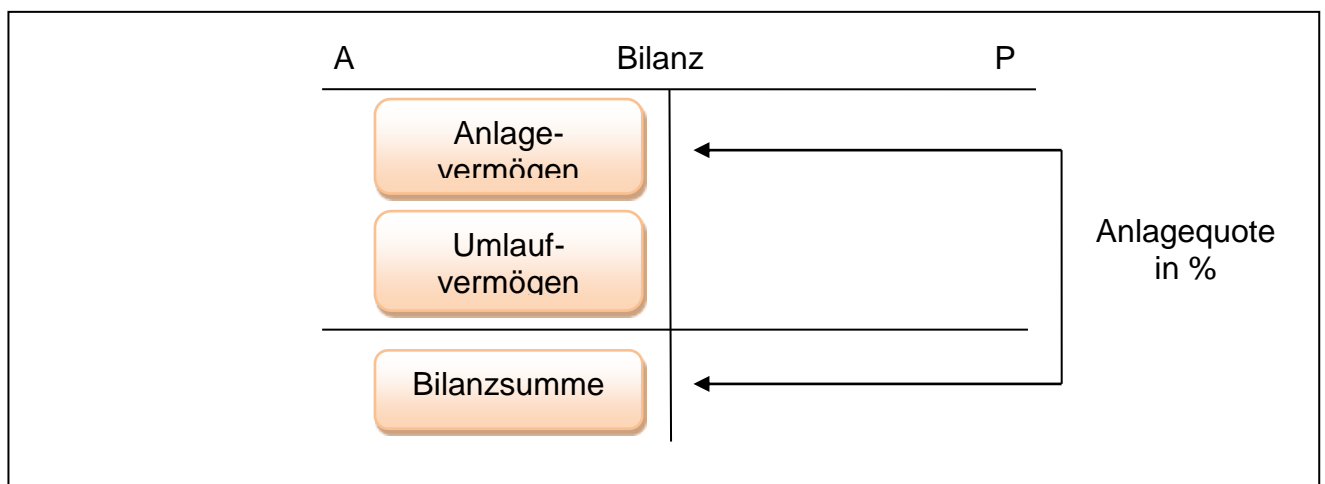 A Bilanz P
Anlage-
vermögen
Umlauf-
vermögen
Anlagequote
in %
Bilanzsumme